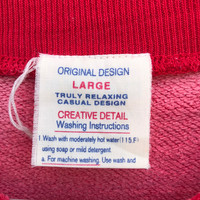 ORIGINAL DESIGN
LARGE
TRULY RELAXING
CASUAL DESIGN
CREATIVE DETAIL
Washing Instructions
1 Wash with moderately hot water (115.F)
using soap or mild detergent.
a. For machine washing. Use wash and